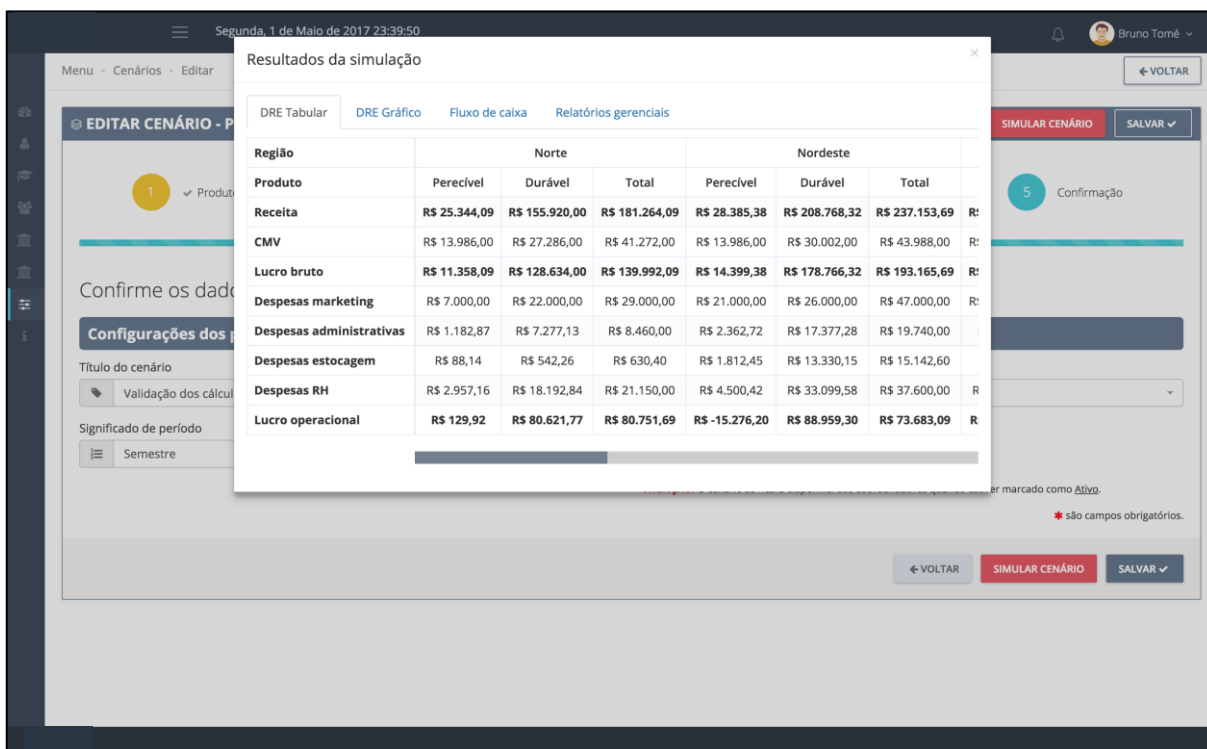 Segunda, 1 de Maio de 2017 23:39:50
Bruno Tomé
Menu Cenários Editar
VOLTAR
EDITAR CENÁRIO - P
SIMULAR CENÁRIO SALVAR
1 Produt
5 Confirmação
Resultados da simulação ×
DRE Tabular DRE Gráfico Fluxo de caixa Relatórios gerenciais
Região Norte Nordeste
Produto Perecível Durável Total Perecível Durável Total
Receita R$ 25.344,09 R$ 155.920,00 R$ 181.264,09 R$ 28.385,38 R$ 208.768,32 R$ 237.153,69
CMV R$ 13.986,00 R$ 27.286,00 R$ 41.272,00 R$ 13.986,00 R$ 30.002,00 R$ 43.988,00
Lucro bruto R$ 11.358,09 R$ 128.634,00 R$ 139.992,09 R$ 14.399,38 R$ 178.766,32 R$ 193.165,69
Despesas marketing R$ 7.000,00 R$ 22.000,00 R$ 29.000,00 R$ 21.000,00 R$ 26.000,00 R$ 47.000,00
Despesas administrativas R$ 1.182,87 R$ 7.277,13 R$ 8.460,00 R$ 2.362,72 R$ 17.377,28 R$ 19.740,00
Despesas estocagem R$ 88,14 R$ 542,26 R$ 630,40 R$ 1.812,45 R$ 13.330,15 R$ 15.142,60
Despesas RH R$ 2.957,16 R$ 18.192,84 R$ 21.150,00 R$ 4.500,42 R$ 33.099,58 R$ 37.600,00
Lucro operacional R$ 129,92 R$ 80.621,77 R$ 80.751,69 R$ -15.276,20 R$ 88.959,30 R$ 73.683,09
Confirme os dado
Configurações dos p
Título do cenário
Validação dos cálcul
Significado de período
Semestre
er marcado como Ativo.
* são campos obrigatórios.
VOLTAR SIMULAR CENÁRIO SALVAR